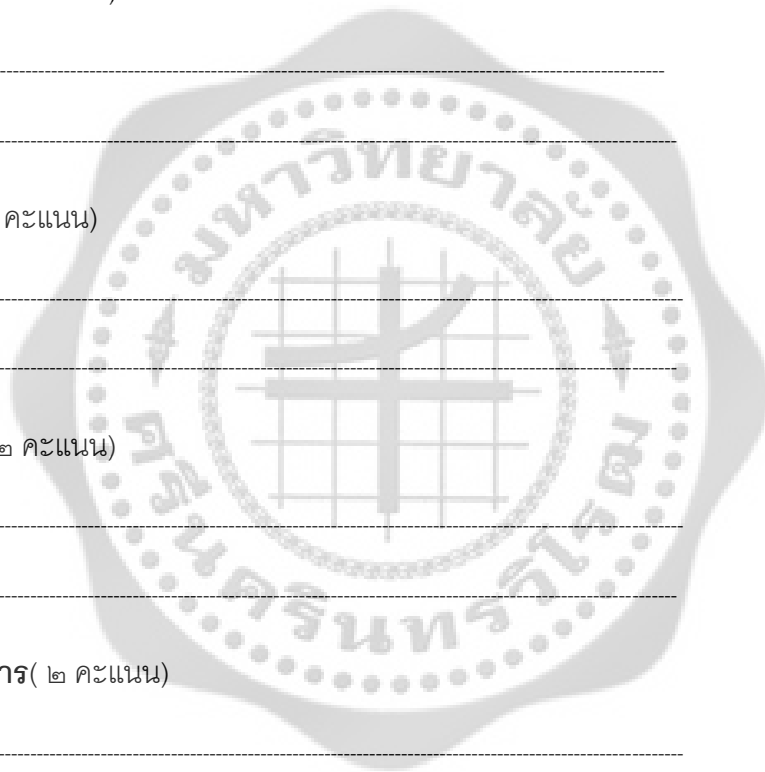 )
คะแนน)
๒ คะแนน)
าร( ๒ คะแนน)
มหาวิทยาลัย
ศรีนครินทรวิโรฒ